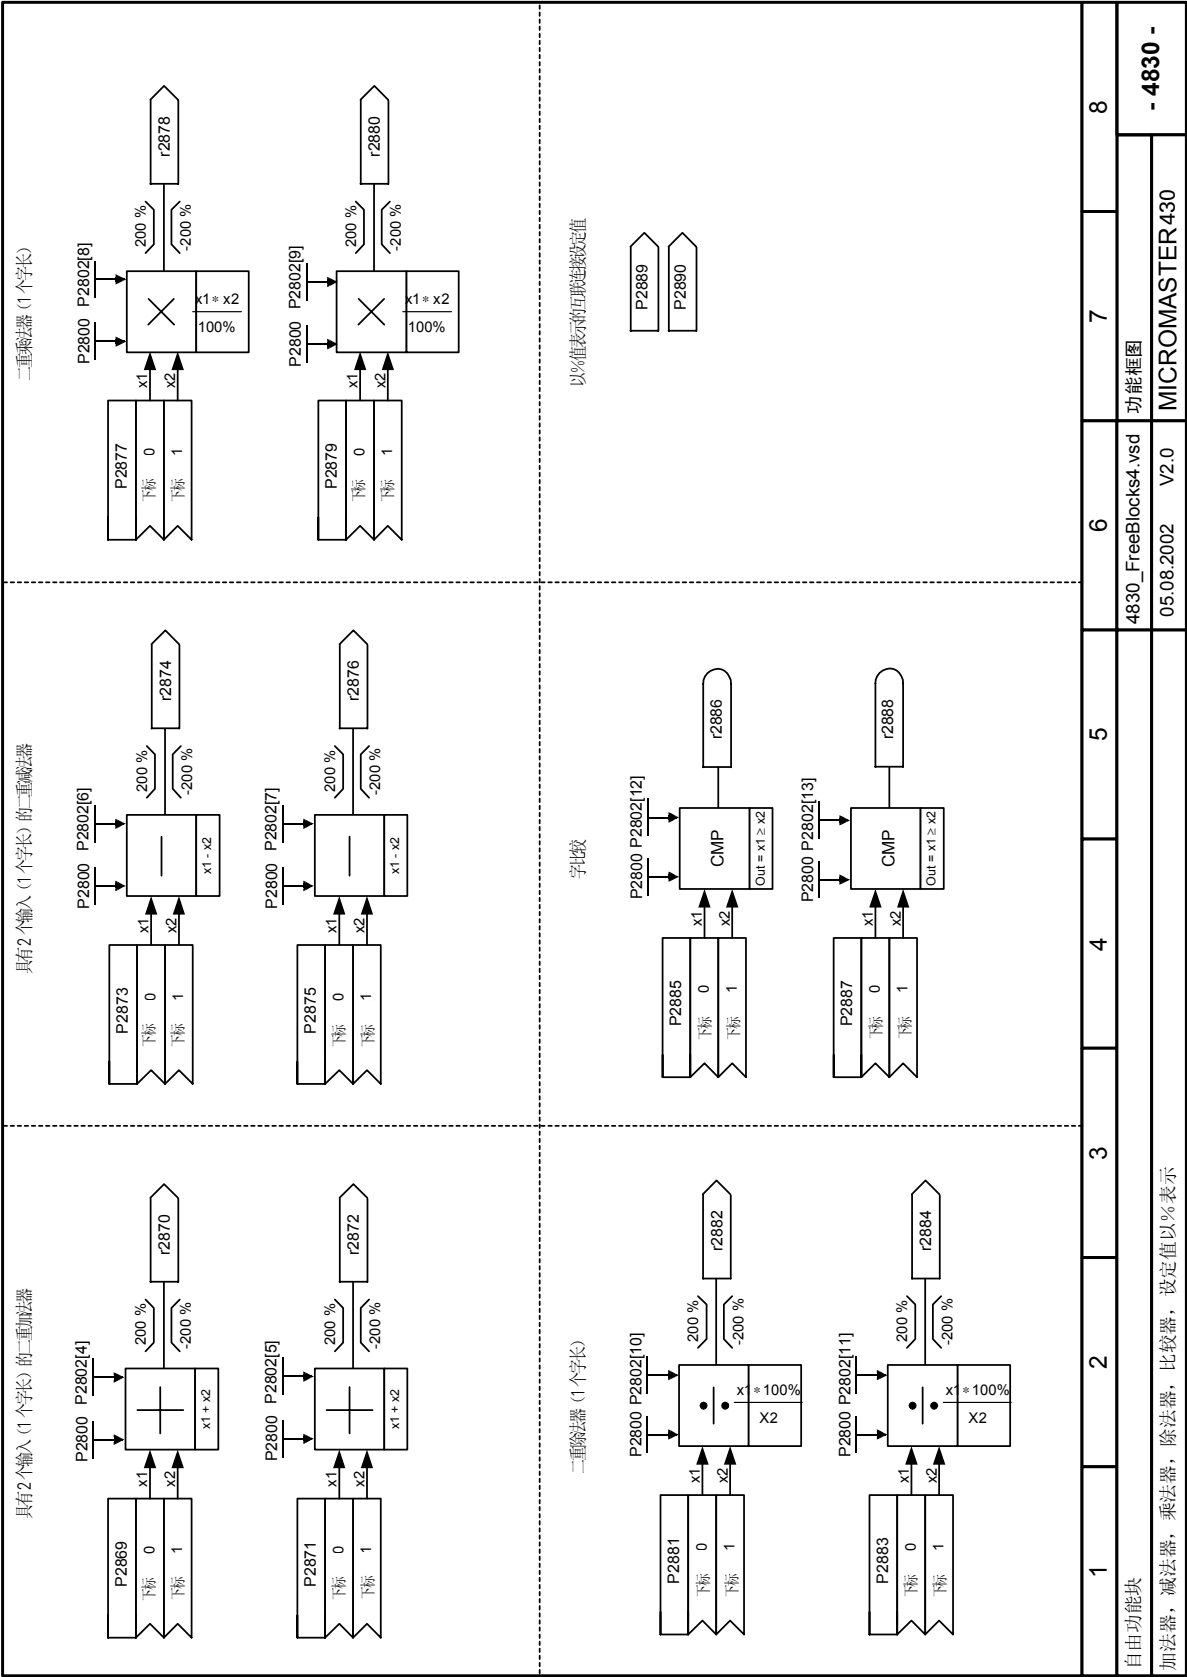 具有2个输入 (1个字长) 的二重加法器
P2800 P2802[4]
P2869
下标 0
下标 1
x1
x2
x1 + x2
200 %
-200 %
r2870
P2800 P2802[5]
P2871
下标 0
下标 1
x1
x2
x1 + x2
200 %
-200 %
r2872
具有2个输入 (1个字长) 的二重减法器
P2800 P2802[6]
P2873
下标 0
下标 1
x1
x2
x1 - x2
200 %
-200 %
r2874
P2800 P2802[7]
P2875
下标 0
下标 1
x1
x2
x1 - x2
200 %
-200 %
r2876
二重乘法器 (1个字长)
P2800 P2802[8]
P2877
下标 0
下标 1
x1
x2
x1 * x2
100%
200 %
-200 %
r2878
P2800 P2802[9]
P2879
下标 0
下标 1
x1
x2
x1 * x2
100%
200 %
-200 %
r2880
二重除法器 (1个字长)
P2800 P2802[10]
P2881
下标 0
下标 1
x1
x2
x1 * 100%
X2
200 %
-200 %
r2882
P2800 P2802[11]
P2883
下标 0
下标 1
x1
x2
x1 * 100%
X2
200 %
-200 %
r2884
字比较
P2800 P2802[12]
P2885
下标 0
下标 1
x1
x2
CMP
Out = x1 ≥ x2
r2886
P2800 P2802[13]
P2887
下标 0
下标 1
x1
x2
CMP
Out = x1 ≥ x2
r2888
以%值表示的互联连接设定值
P2889
P2890
1 2 3 4 5 6 7 8
自由功能块 4830_FreeBlocks4.vsd 功能框图 - 4830 -
加法器，减法器，乘法器，除法器，比较器，设定值以%表示 05.08.2002 V2.0 MICROMASTER430